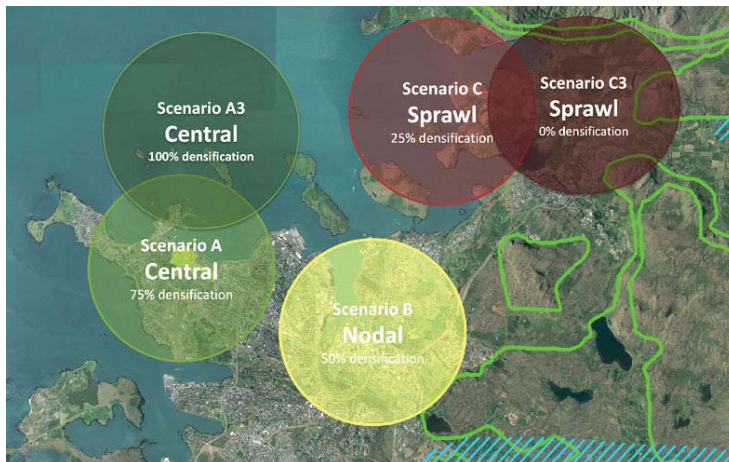 Scenario A3
Central
100% densification
Scenario C
Sprawl
25% densification
Scenario C3
Sprawl
0% densification
Scenario A
Central
75% densification
Scenario B
Nodal
50% densification